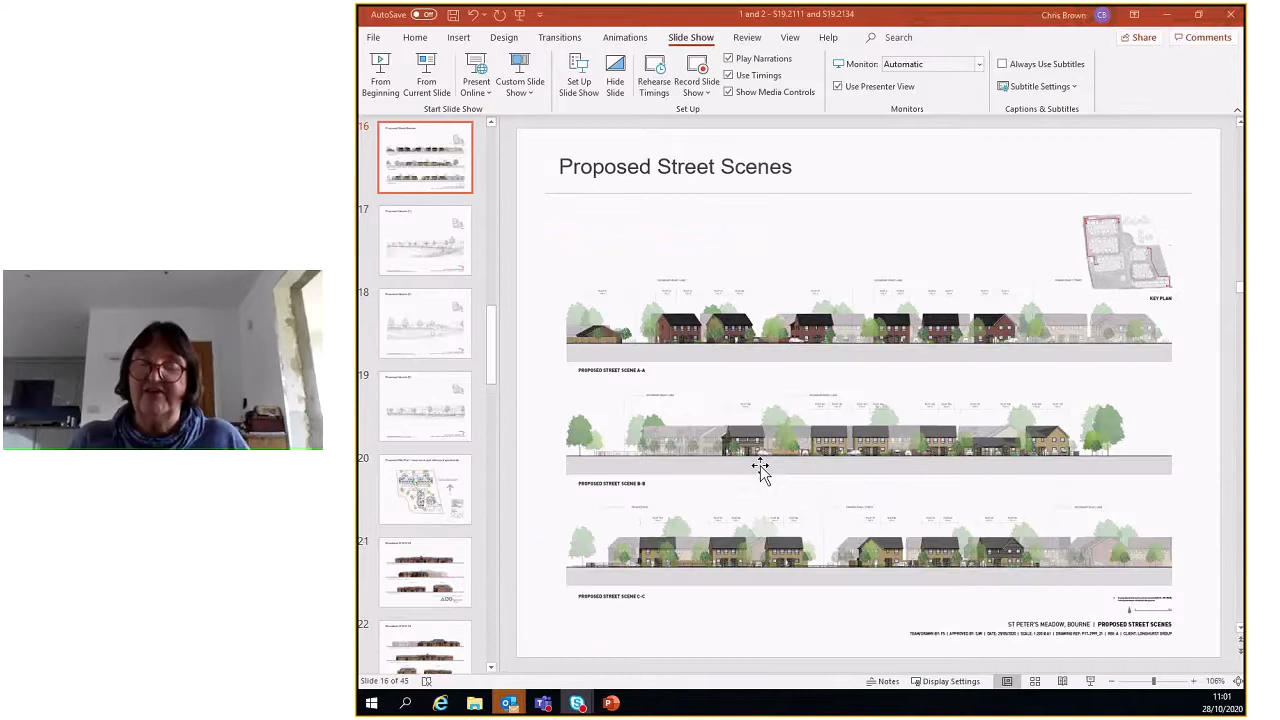 AutoSave Off 1 and 2 - S19.2111 and S19.2134 Chris Brown CB
File Home Insert Design Transitions Animations Slide Show Review View Help Search Share Comments
From Beginning
From Current Slide
Present Online
Custom Slide Show
Set Up Slide Show
Hide Slide
Rehearse Timings
Record Slide Show
Play Narrations
Use Timings
Show Media Controls
Monitor: Automatic
Use Presenter View
Always Use Subtitles
Subtitle Settings
Start Slide Show Set Up Monitors Captions & Subtitles
16
17
18
19
20
21
22
Proposed Street Scenes
KEY PLAN
PROPOSED STREET SCENE A-A
PROPOSED STREET SCENE B-B
PROPOSED STREET SCENE C-C
ST PETER'S MEADOW, BOURNE | PROPOSED STREET SCENES
Slide 16 of 45 Notes Display Settings 106%
11:01
28/10/2020